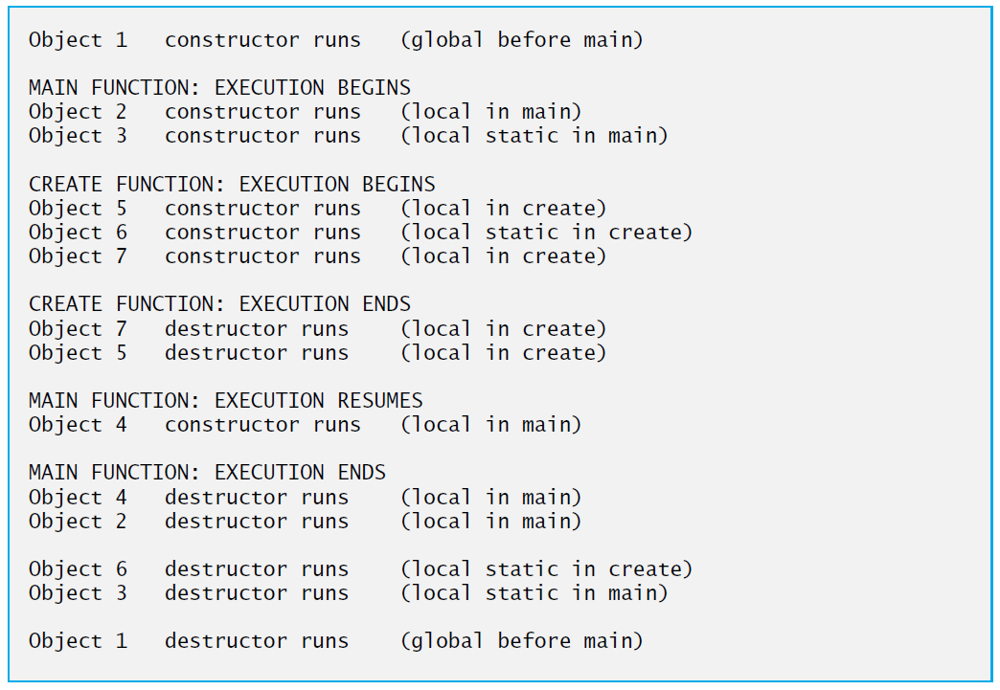 Object 1   constructor runs   (global before main)
MAIN FUNCTION: EXECUTION BEGINS
Object 2   constructor runs   (local in main)
Object 3   constructor runs   (local static in main)
CREATE FUNCTION: EXECUTION BEGINS
Object 5   constructor runs   (local in create)
Object 6   constructor runs   (local static in create)
Object 7   constructor runs   (local in create)
CREATE FUNCTION: EXECUTION ENDS
Object 7   destructor runs    (local in create)
Object 5   destructor runs    (local in create)
MAIN FUNCTION: EXECUTION RESUMES
Object 4   constructor runs   (local in main)
MAIN FUNCTION: EXECUTION ENDS
Object 4   destructor runs    (local in main)
Object 2   destructor runs    (local in main)
Object 6   destructor runs    (local static in create)
Object 3   destructor runs    (local static in main)
Object 1   destructor runs    (global before main)